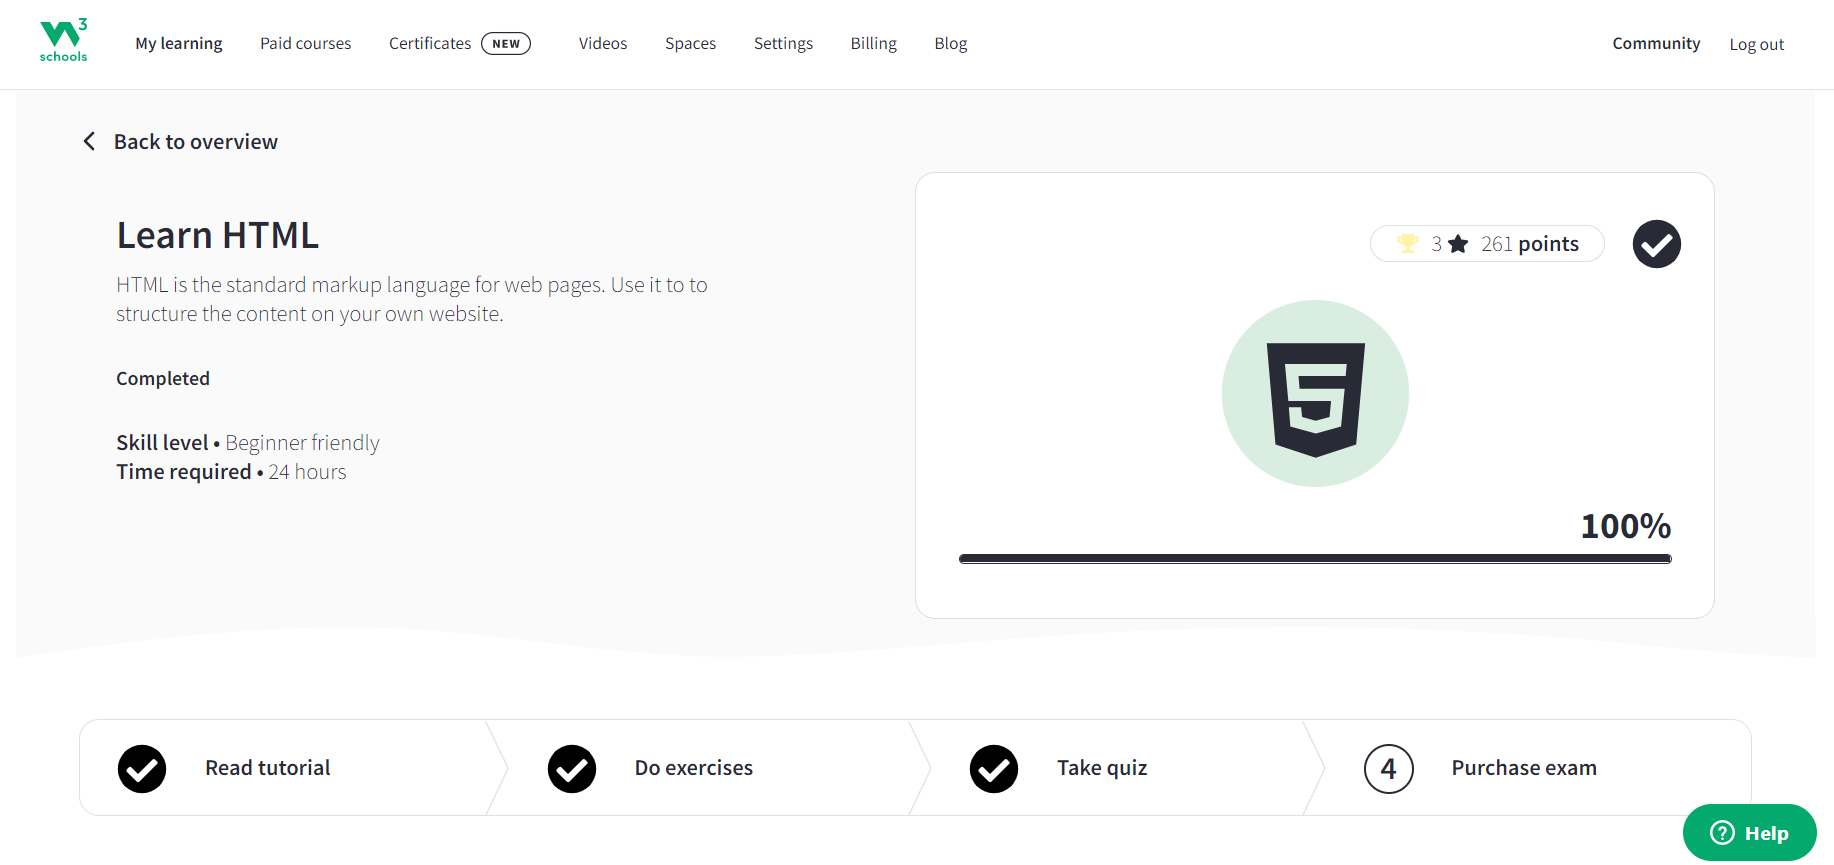 3
schools
My learning
Paid courses
Certificates NEW
Videos
Spaces
Settings
Billing
Blog
Community
Log out
Back to overview
Learn HTML
HTML is the standard markup language for web pages. Use it to to
structure the content on your own website.
Completed
Skill level • Beginner friendly
Time required • 24 hours
3 ★ 261 points
5
100%
Read tutorial
Do exercises
Take quiz
4 Purchase exam
? Help